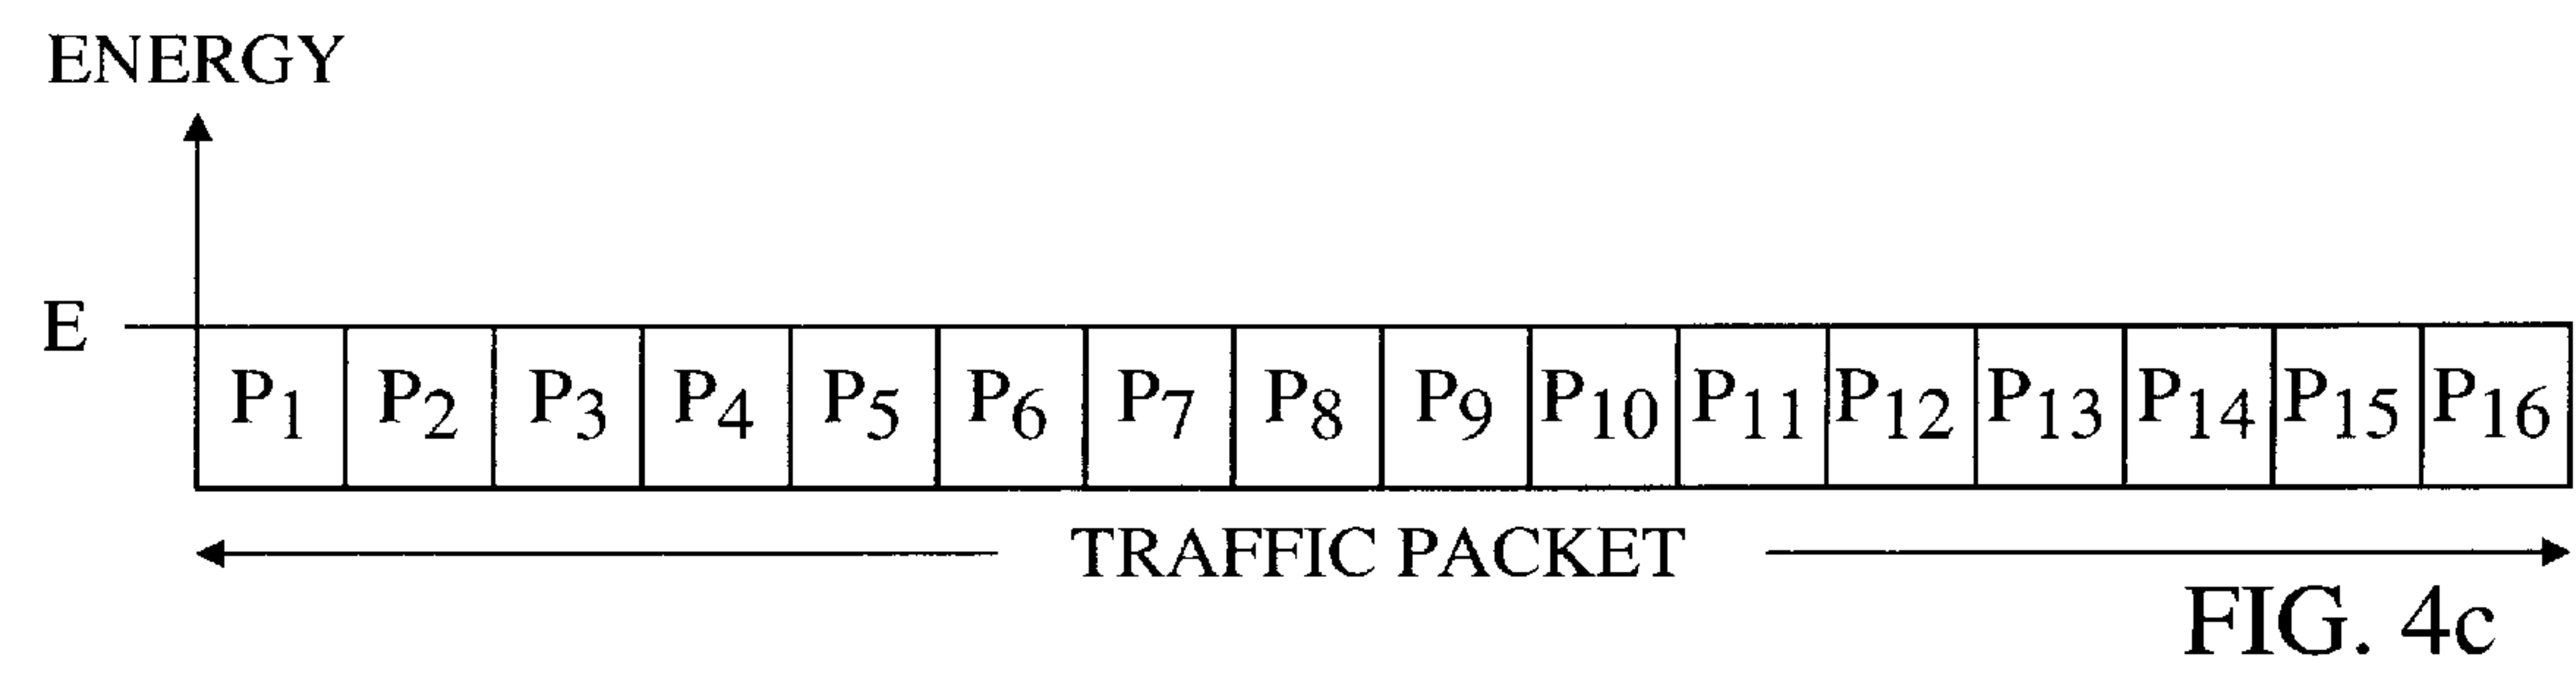 ENERGY
E
P1 P2 P3 P4 P5 P6 P7 P8 P9 P10 P11 P12 P13 P14 P15 P16
TRAFFIC PACKET
FIG. 4c